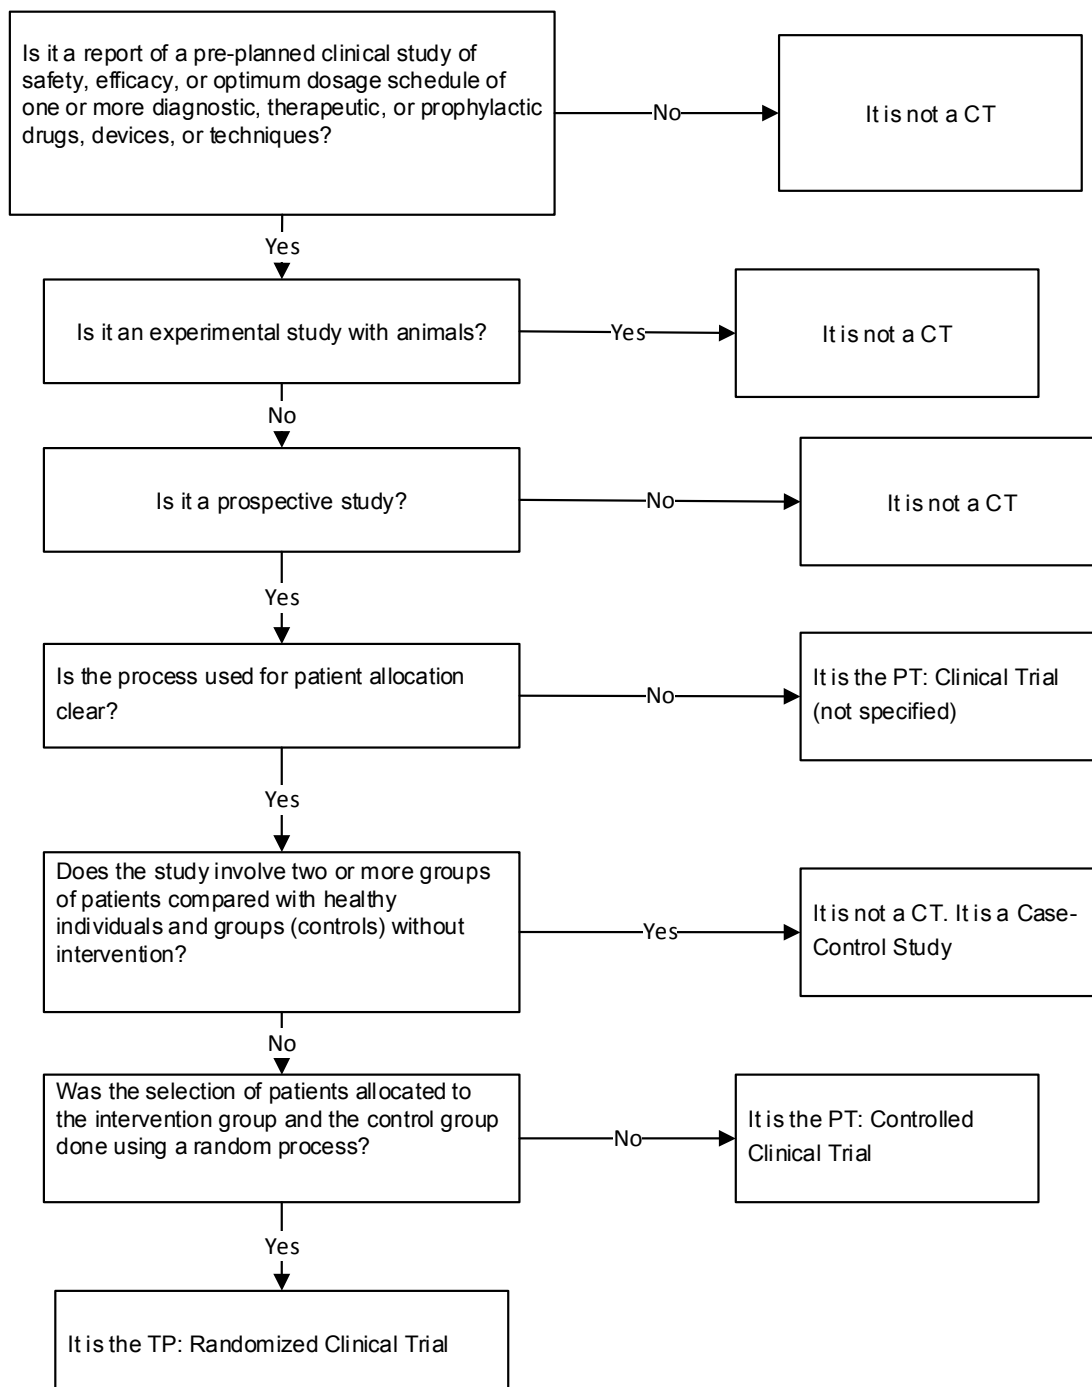 Is it a report of a pre-planned clinical study of
safety, efficacy, or optimum dosage schedule of
one or more diagnostic, therapeutic, or prophylactic
drugs, devices, or techniques?
No
It is not a CT
Yes
Is it an experimental study with animals?
Yes
It is not a CT
No
Is it a prospective study?
No
It is not a CT
Yes
Is the process used for patient allocation
clear?
No
It is the PT: Clinical Trial
(not specified)
Yes
Does the study involve two or more groups
of patients compared with healthy
individuals and groups (controls) without
intervention?
Yes
It is not a CT. It is a Case-
Control Study
No
Was the selection of patients allocated to
the intervention group and the control group
done using a random process?
No
It is the PT: Controlled
Clinical Trial
Yes
It is the TP: Randomized Clinical Trial